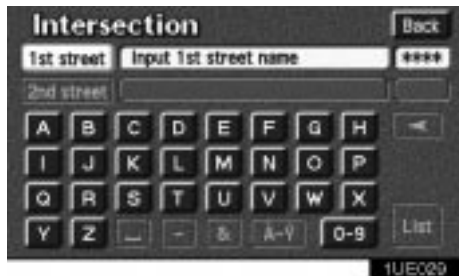 Intersection Back
1st street Input 1st street name ****
2nd street
A B C D E F G H
I J K L M N O P
Q R S T U V W X
Y Z - & À-Ý 0-9 List
1UE029